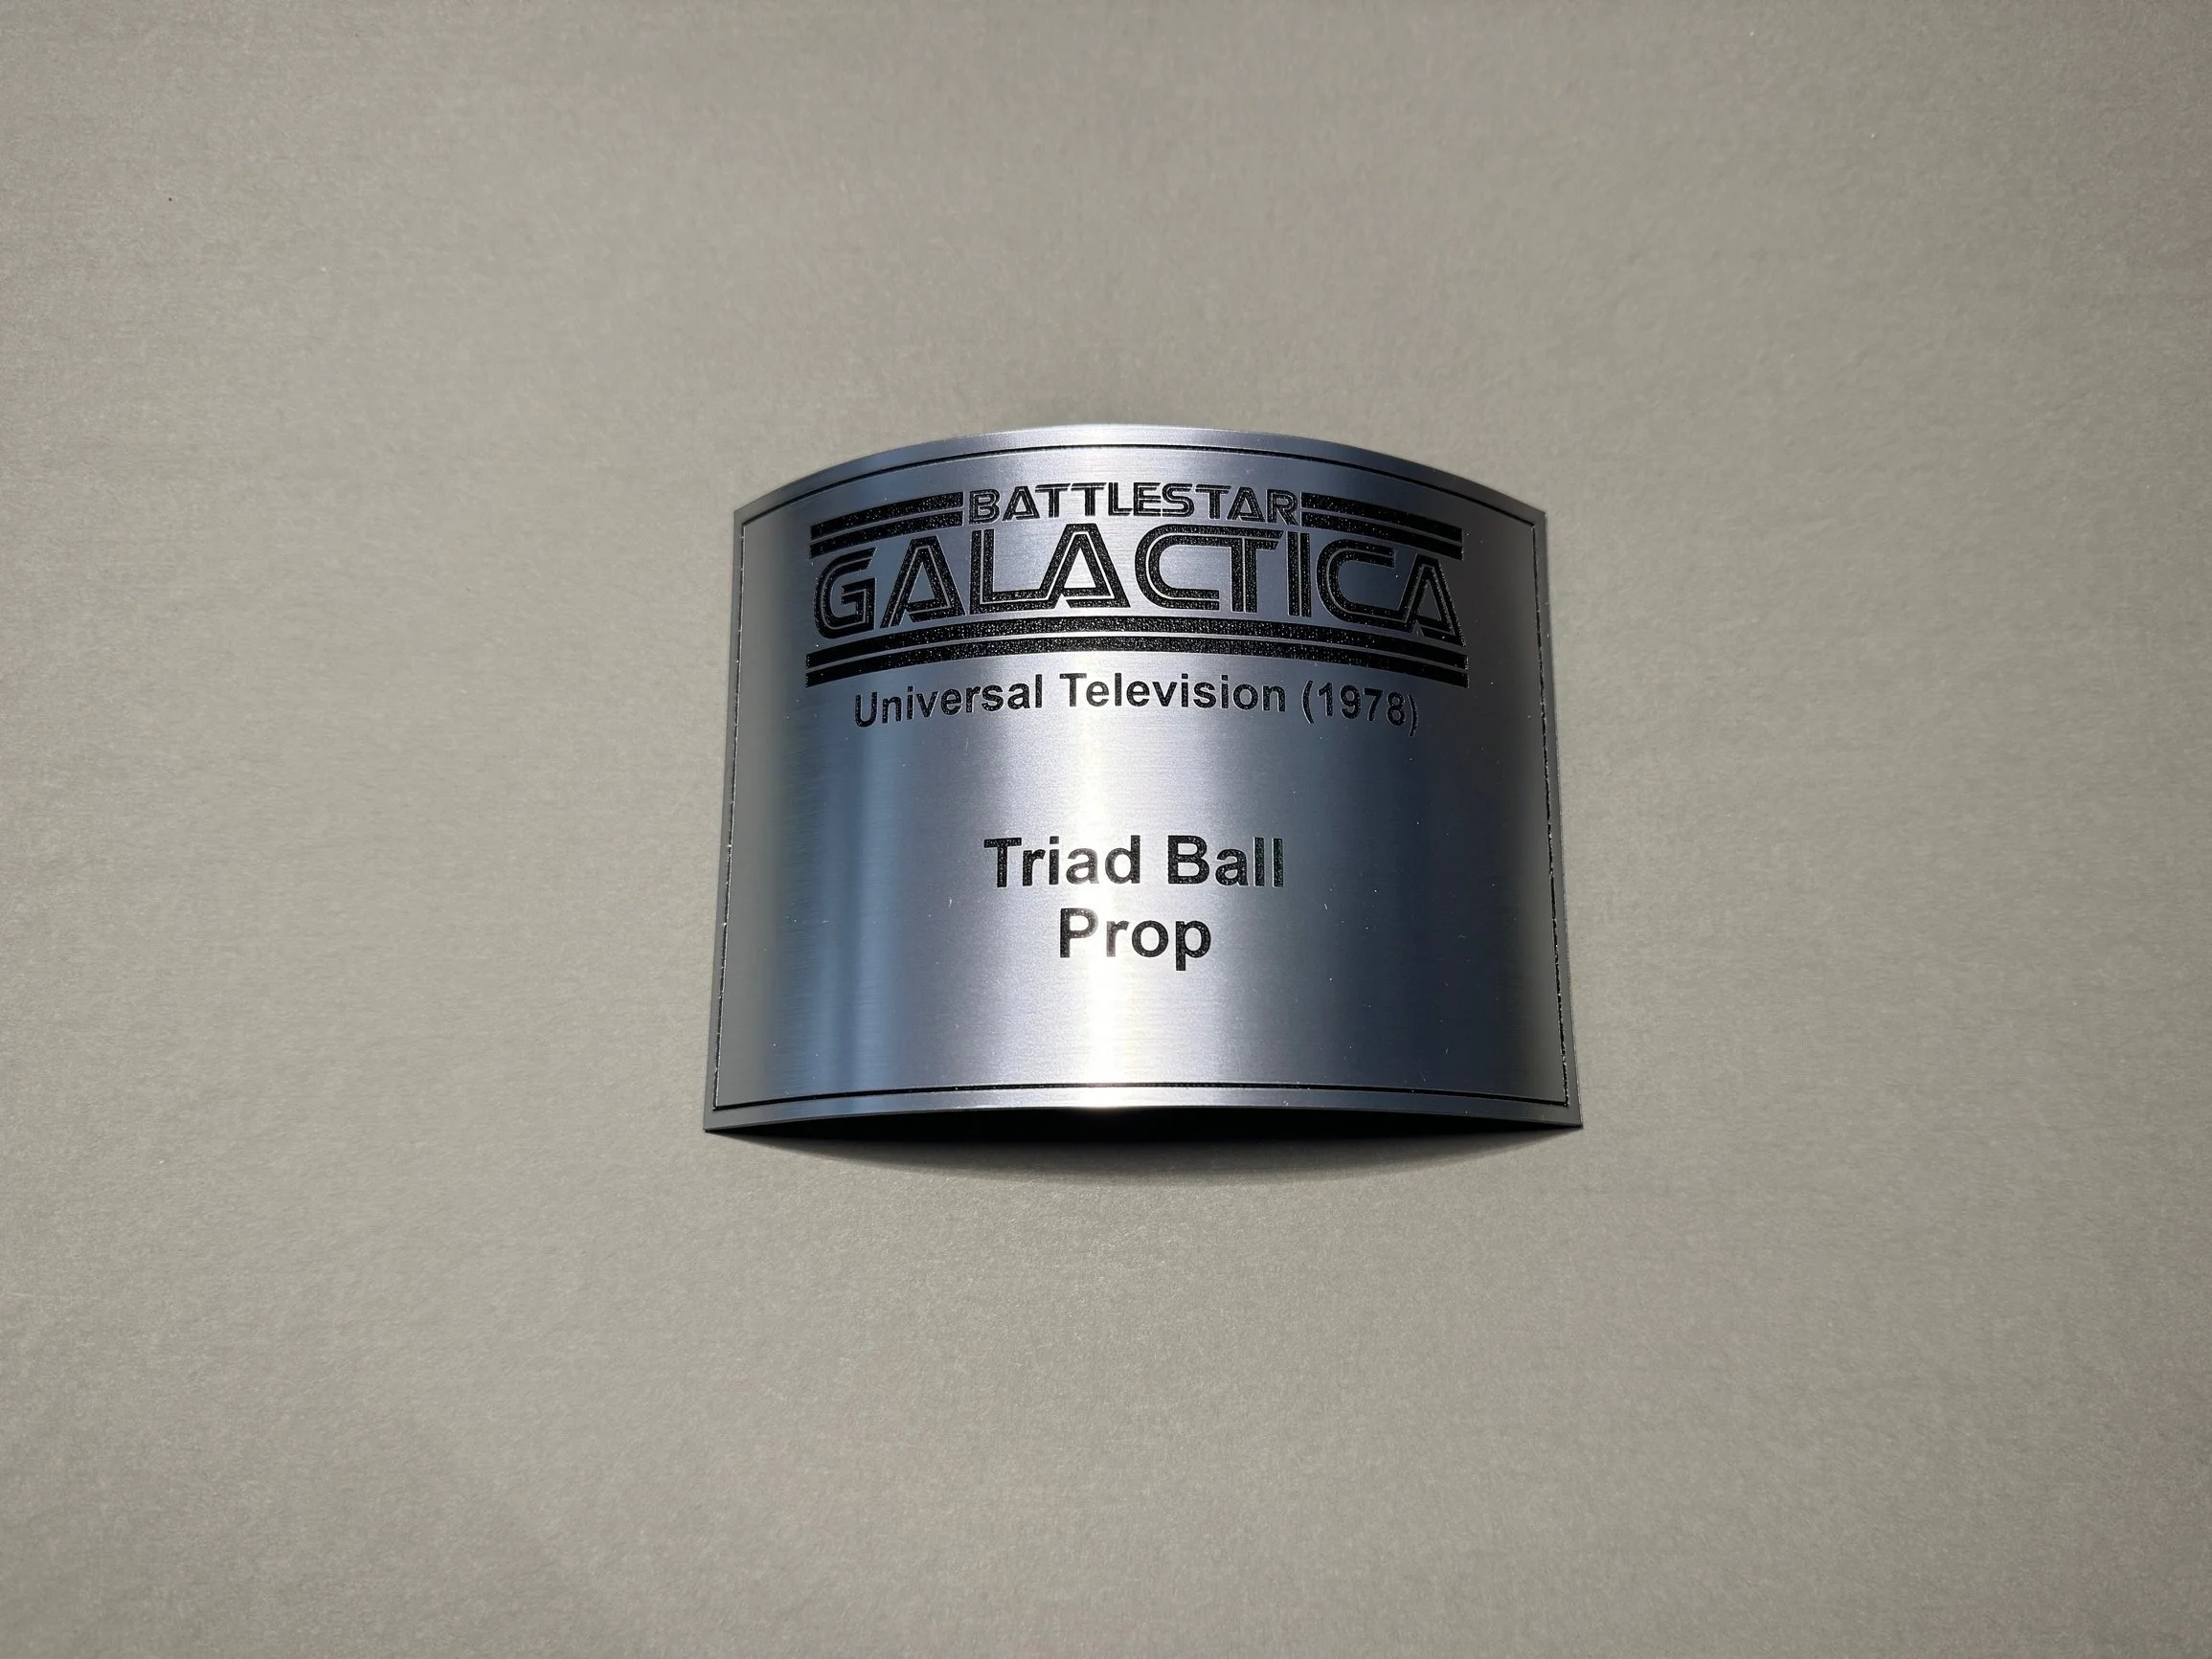 BATTLESTAR
GALACTICA
Universal Television (1978)
Triad Ball
Prop